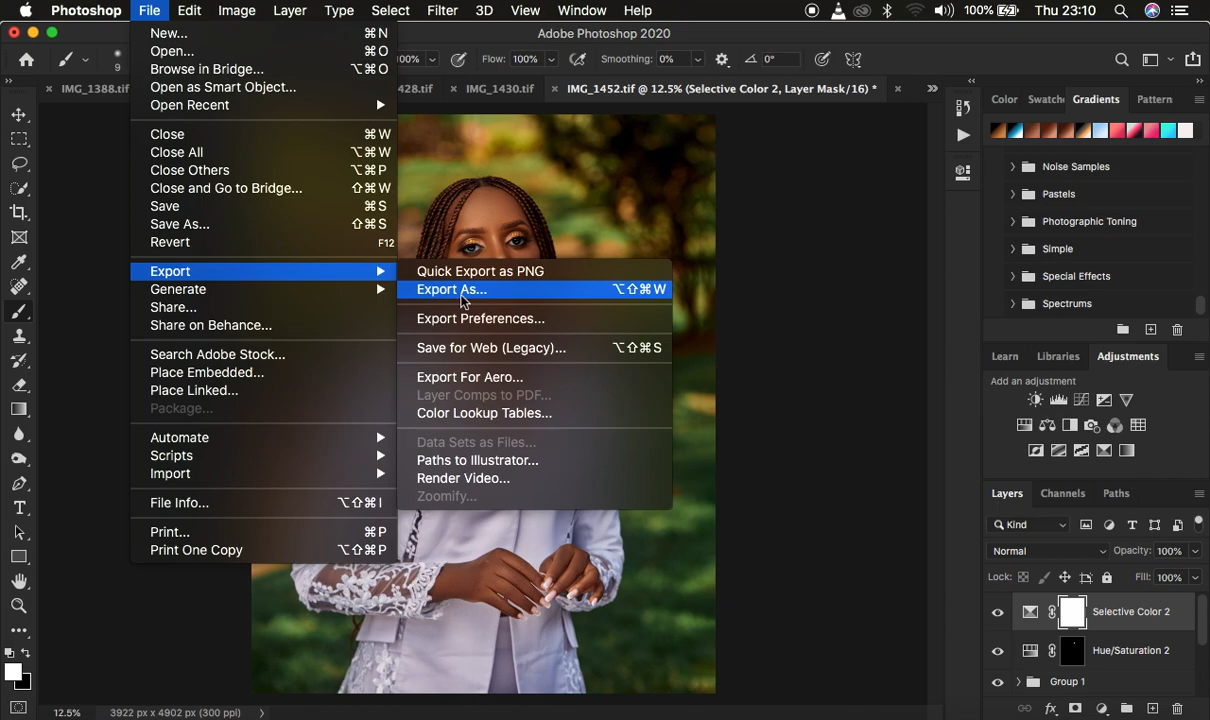 Photoshop File Edit Image Layer Type Select Filter 3D View Window Help 100% Thu 23:10
Adobe Photoshop 2020
9 100% Flow: 100% Smoothing: 0% 0°
IMG_1388.tif 428.tif IMG_1430.tif IMG_1452.tif @ 12.5% (Selective Color 2, Layer Mask/16) *
New... ⌘N
Open... ⌘O
Browse in Bridge... ⌥⌘O
Open as Smart Object...
Open Recent
Close ⌘W
Close All ⌥⌘W
Close Others ⌥⌘P
Close and Go to Bridge... ⇧⌘W
Save ⌘S
Save As... ⇧⌘S
Revert F12
Export
Generate
Share...
Share on Behance...
Search Adobe Stock...
Place Embedded...
Place Linked...
Package...
Automate
Scripts
Import
File Info... ⌥⇧⌘I
Print... ⌘P
Print One Copy ⌥⇧⌘P
Quick Export as PNG
Export As... ⌥⇧⌘W
Export Preferences...
Save for Web (Legacy)... ⌥⇧⌘S
Export For Aero...
Layer Comps to PDF...
Color Lookup Tables...
Data Sets as Files...
Paths to Illustrator...
Render Video...
Zoomify...
Color Swatch Gradients Pattern
Noise Samples
Pastels
Photographic Toning
Simple
Special Effects
Spectrums
Learn Libraries Adjustments
Add an adjustment
Layers Channels Paths
Kind
Normal Opacity: 100%
Lock: Fill: 100%
Selective Color 2
Hue/Saturation 2
Group 1
12.5% 3922 px x 4902 px (300 ppi)